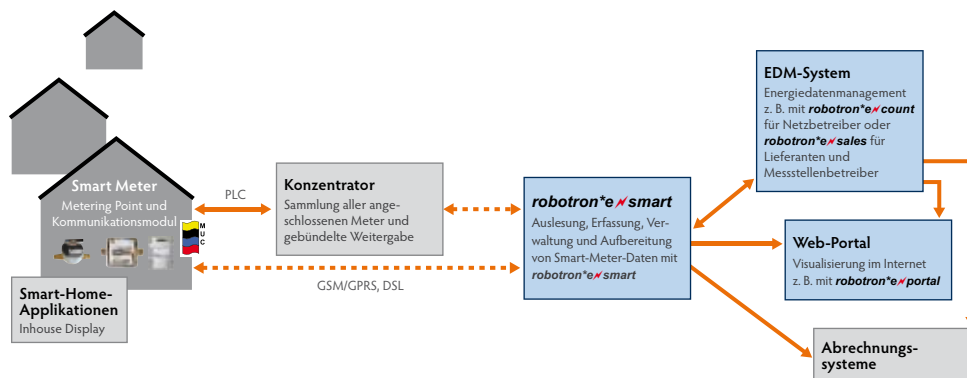 Smart Meter
Metering Point und
Kommunikationsmodul
MUC
Smart-Home-
Applikationen
Inhouse Display
PLC
Konzentrator
Sammlung aller ange-
schlossenen Meter und
gebündelte Weitergabe
GSM/GPRS, DSL
robotron*e smart
Auslesung, Erfassung, Ver-
waltung und Aufbereitung
von Smart-Meter-Daten mit
robotron*e smart
EDM-System
Energiedatenmanagement
z. B. mit robotron*e count
für Netzbetreiber oder
robotron*e sales für
Lieferanten und
Messstellenbetreiber
Web-Portal
Visualisierung im Internet
z. B. mit robotron*e portal
Abrechnungs-
systeme